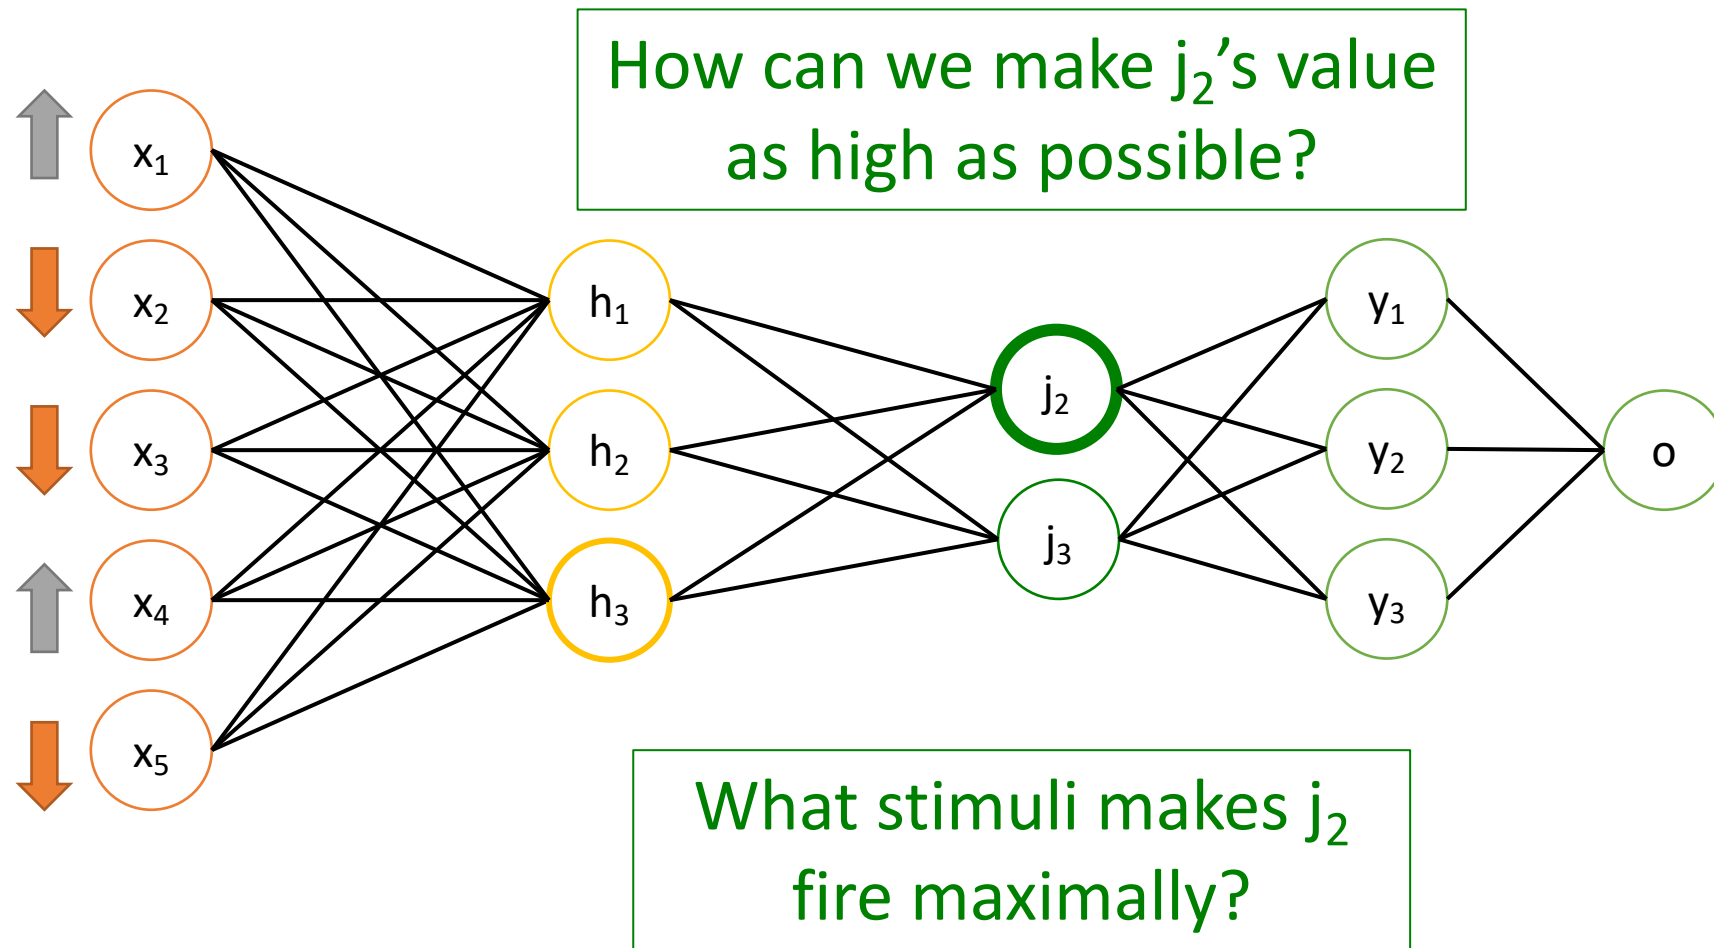 How can we make j₂’s value
as high as possible?
x₁
x₂
x₃
x₄
x₅
h₁
h₂
h₃
j₂
j₃
y₁
y₂
y₃
o
What stimuli makes j₂
fire maximally?